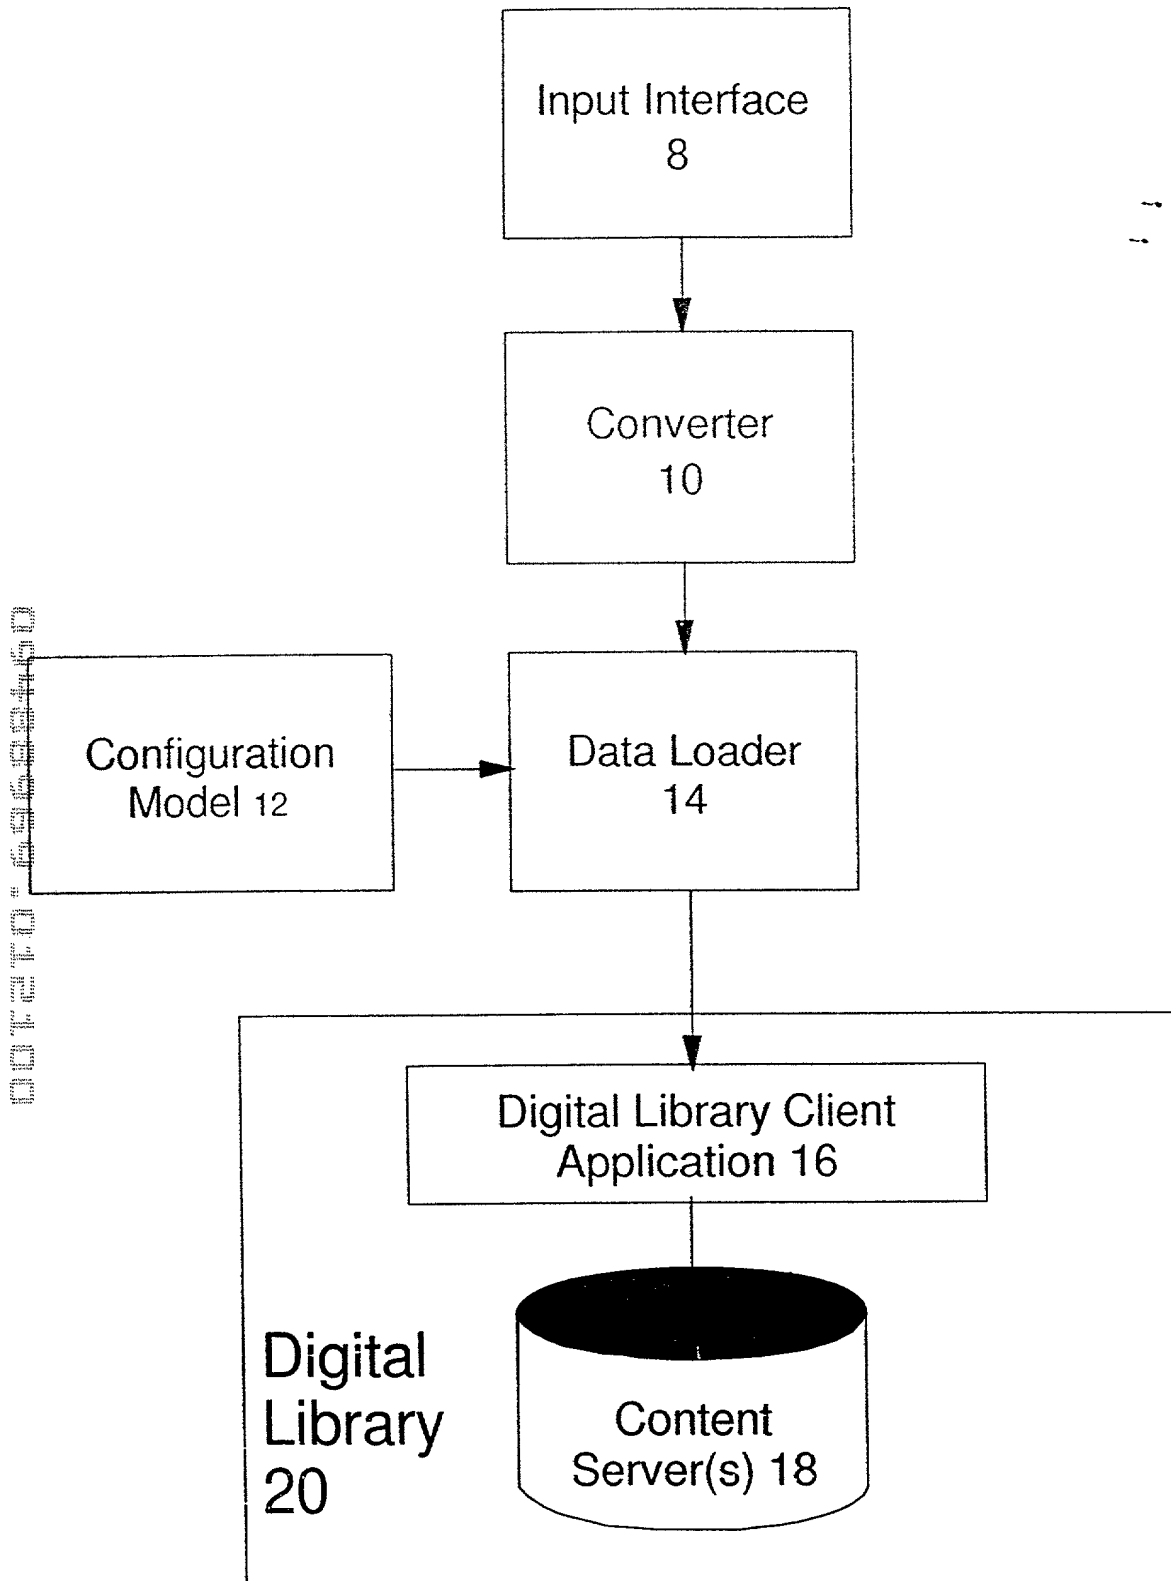 Input Interface
8
Converter
10
Configuration
Model 12
Data Loader
14
Digital Library Client
Application 16
Digital
Library
20
Content
Server(s) 18